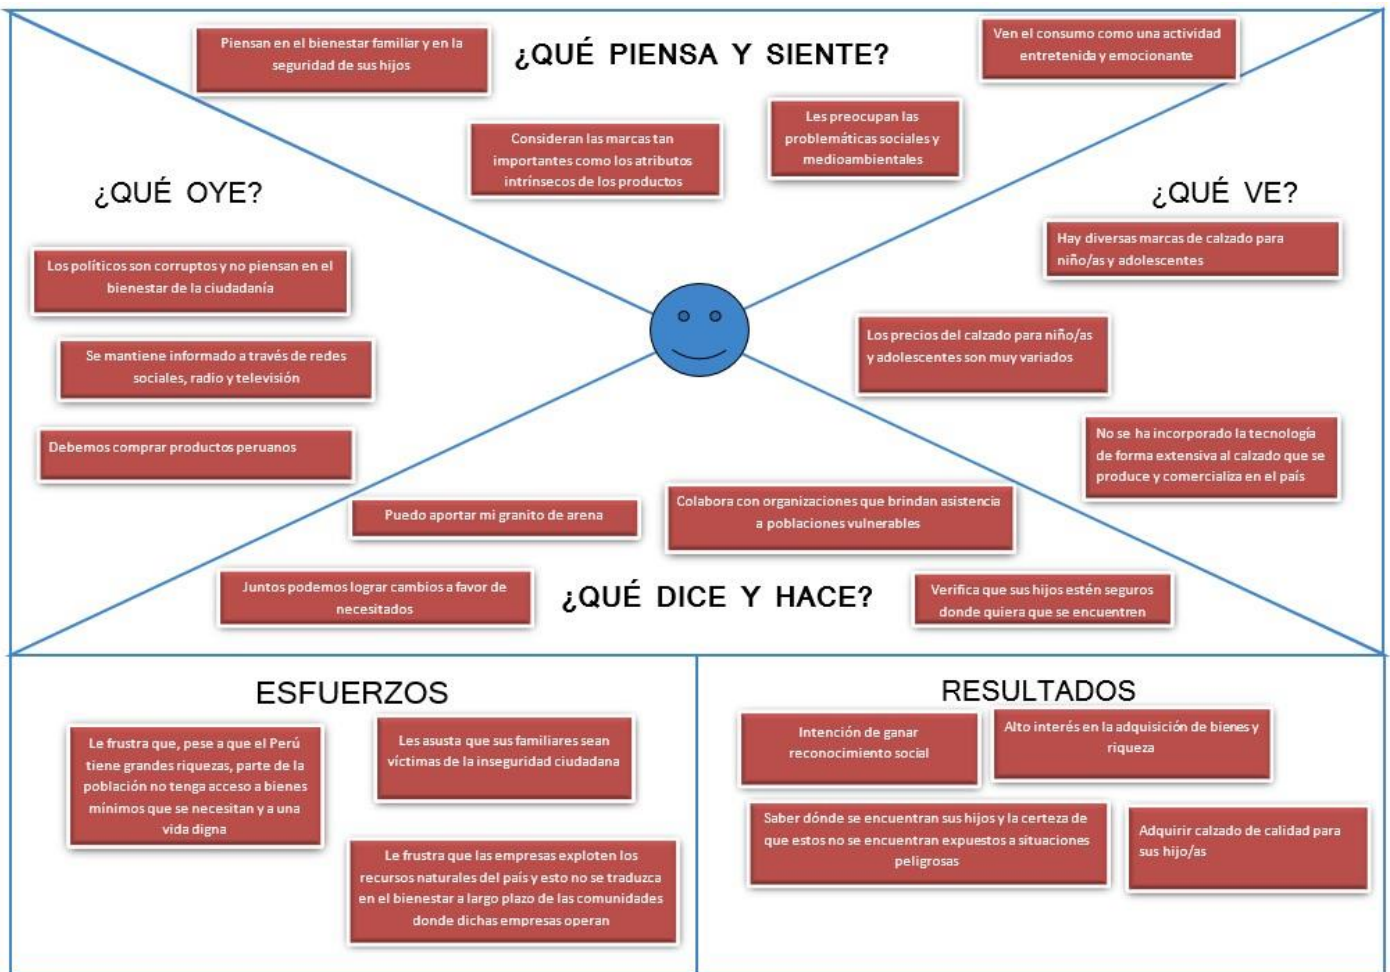 ¿QUÉ PIENSA Y SIENTE?
Piensan en el bienestar familiar y en la
seguridad de sus hijos
Ven el consumo como una actividad
entretenida y emocionante
Consideran las marcas tan
importantes como los atributos
intrínsecos de los productos
Les preocupan las
problemáticas sociales y
medioambientales
¿QUÉ OYE?
Los políticos son corruptos y no piensan en el
bienestar de la ciudadanía
Se mantiene informado a través de redes
sociales, radio y televisión
Debemos comprar productos peruanos
¿QUÉ VE?
Hay diversas marcas de calzado para
niño/as y adolescentes
Los precios del calzado para niño/as
y adolescentes son muy variados
No se ha incorporado la tecnología
de forma extensiva al calzado que se
produce y comercializa en el país
Puedo aportar mi granito de arena
Colabora con organizaciones que brindan asistencia
a poblaciones vulnerables
Juntos podemos lograr cambios a favor de
necesitados
¿QUÉ DICE Y HACE?
Verifica que sus hijos estén seguros
donde quiera que se encuentren
ESFUERZOS
Le frustra que, pese a que el Perú
tiene grandes riquezas, parte de la
población no tenga acceso a bienes
mínimos que se necesitan y a una
vida digna
Les asusta que sus familiares sean
víctimas de la inseguridad ciudadana
Le frustra que las empresas exploten los
recursos naturales del país y esto no se traduzca
en el bienestar a largo plazo de las comunidades
donde dichas empresas operan
RESULTADOS
Intención de ganar
reconocimiento social
Alto interés en la adquisición de bienes y
riqueza
Saber dónde se encuentran sus hijos y la certeza de
que estos no se encuentran expuestos a situaciones
peligrosas
Adquirir calzado de calidad para
sus hijo/as